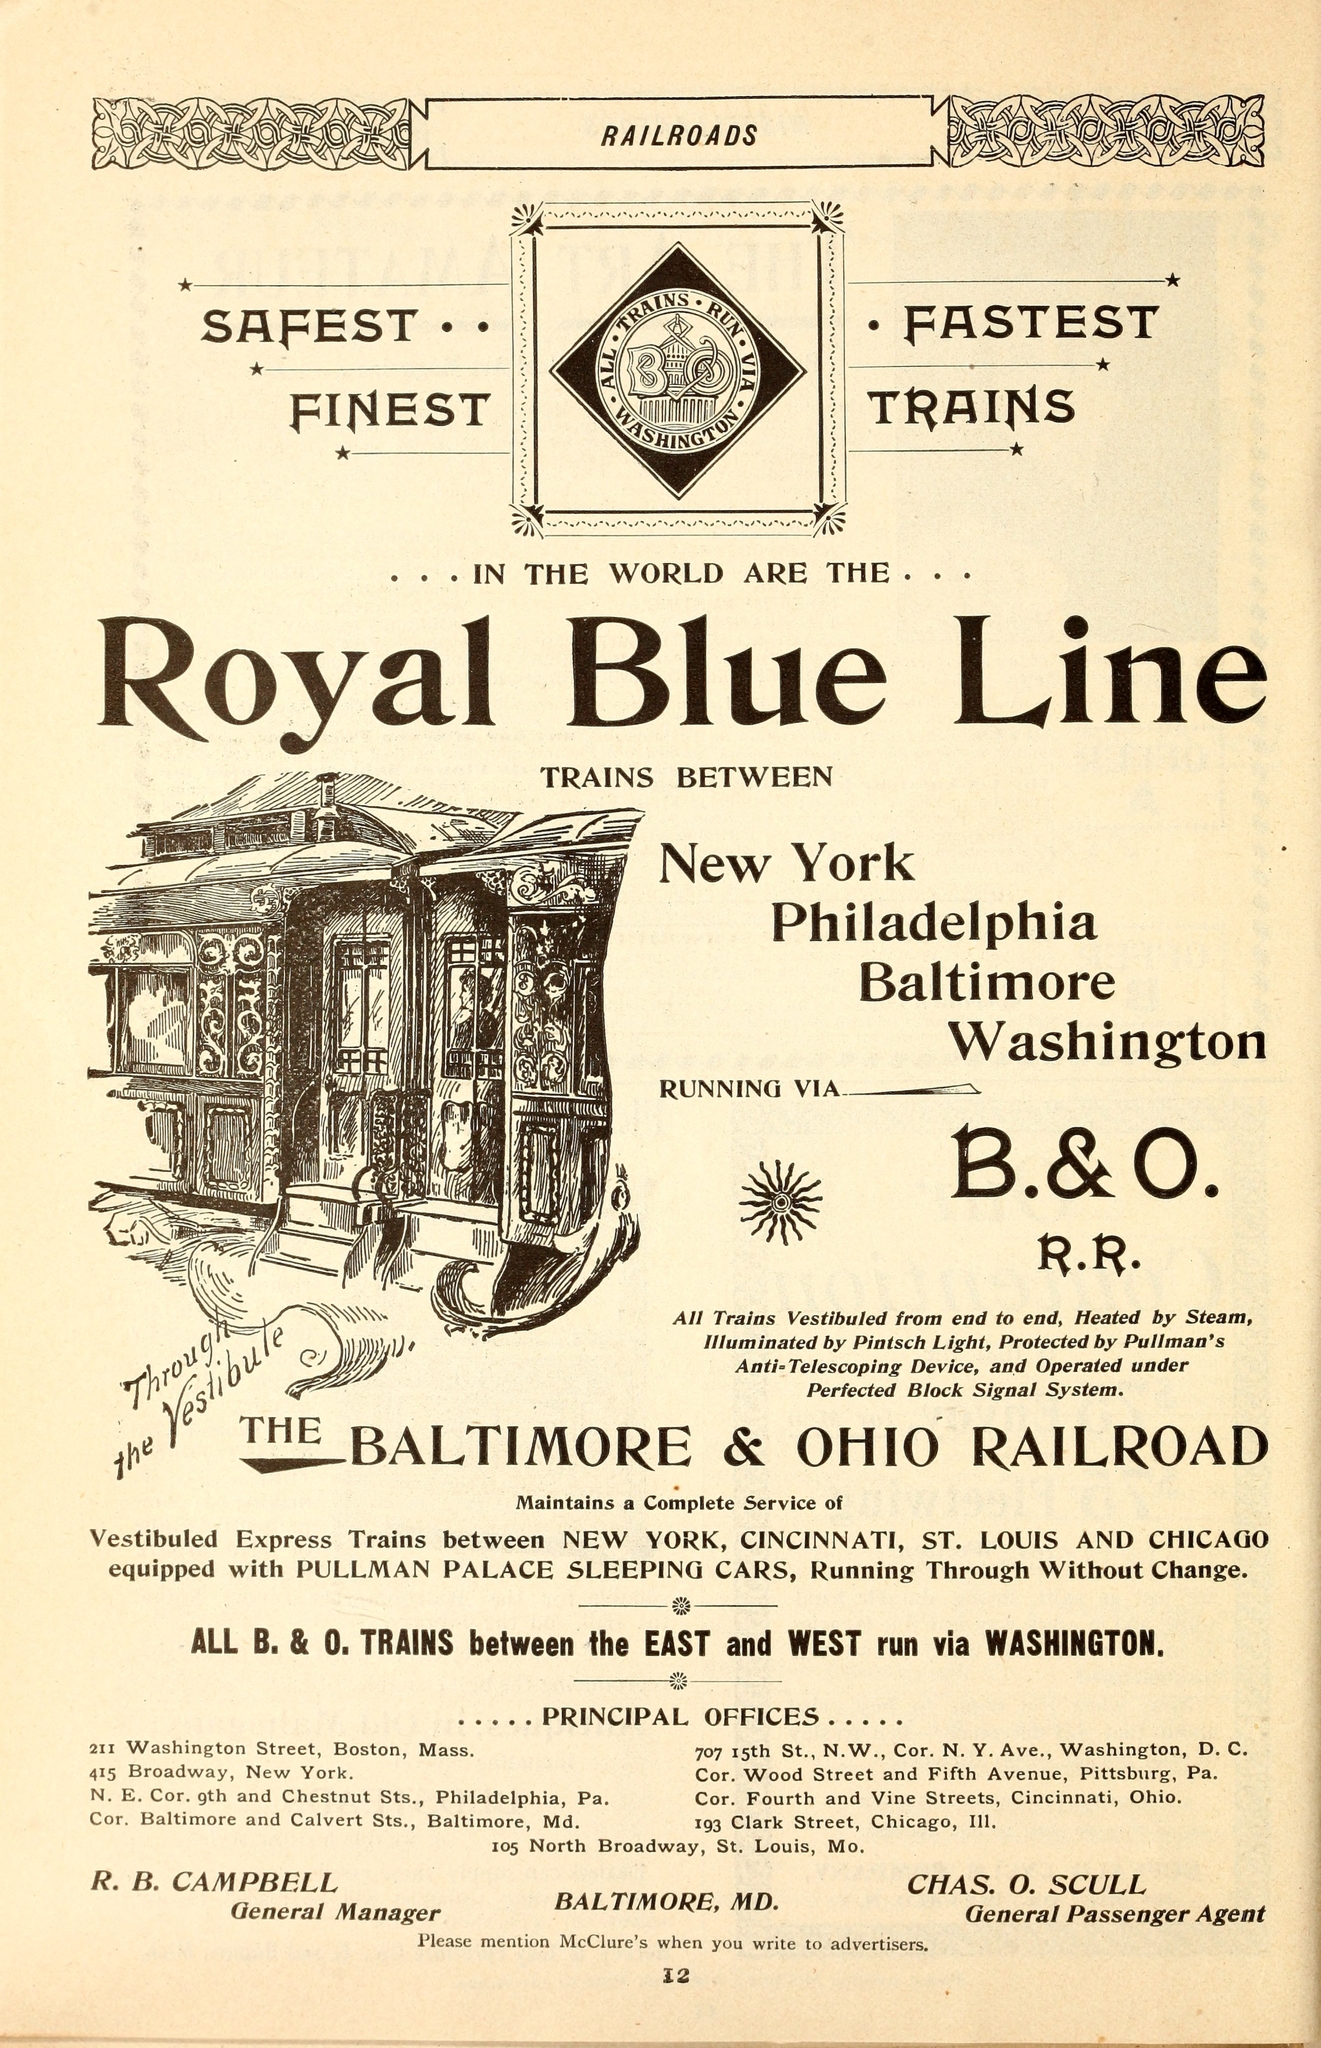 RAILROADS
SAFEST • • • FASTEST
FINEST TRAINS
• ALL • TRAINS • RUN • VIA •
B O
WASHINGTON
. . . IN THE WORLD ARE THE . . .
Royal Blue Line
TRAINS BETWEEN
New York
Philadelphia
Baltimore
Washington
RUNNING VIA
B. & O.
R.R.
All Trains Vestibuled from end to end, Heated by Steam,
Illuminated by Pintsch Light, Protected by Pullman's
Anti-Telescoping Device, and Operated under
Perfected Block Signal System.
Through
the Vestibule
THE BALTIMORE & OHIO RAILROAD
Maintains a Complete Service of
Vestibuled Express Trains between NEW YORK, CINCINNATI, ST. LOUIS AND CHICAGO
equipped with PULLMAN PALACE SLEEPING CARS, Running Through Without Change.
ALL B. & O. TRAINS between the EAST and WEST run via WASHINGTON.
. . . . . PRINCIPAL OFFICES . . . . .
211 Washington Street, Boston, Mass.
415 Broadway, New York.
N. E. Cor. 9th and Chestnut Sts., Philadelphia, Pa.
Cor. Baltimore and Calvert Sts., Baltimore, Md.
707 15th St., N.W., Cor. N. Y. Ave., Washington, D. C.
Cor. Wood Street and Fifth Avenue, Pittsburg, Pa.
Cor. Fourth and Vine Streets, Cincinnati, Ohio.
193 Clark Street, Chicago, Ill.
105 North Broadway, St. Louis, Mo.
R. B. CAMPBELL
General Manager
BALTIMORE, MD.
CHAS. O. SCULL
General Passenger Agent
Please mention McClure's when you write to advertisers.
12